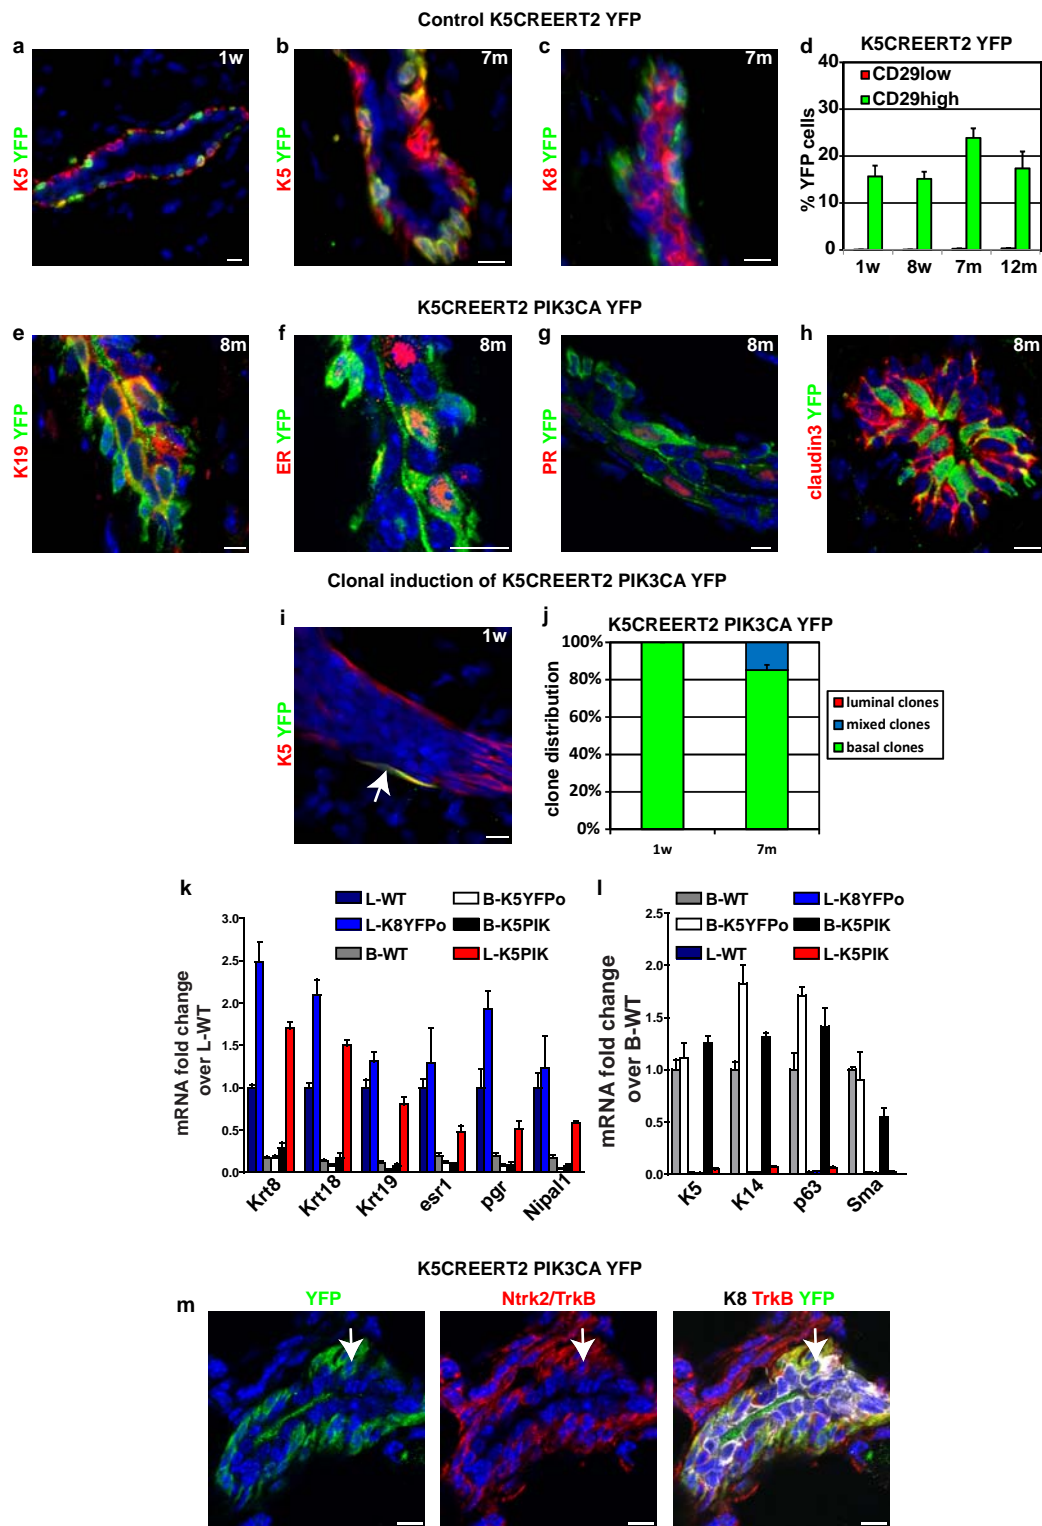 Control K5CREERT2 YFP
a
1w
K5 YFP
b
7m
K5 YFP
c
7m
K8 YFP
d
K5CREERT2 YFP
CD29low
CD29high
% YFP cells
40
30
20
10
0
1w 8w 7m 12m
K5CREERT2 PIK3CA YFP
e
8m
K19 YFP
f
8m
ER YFP
g
8m
PR YFP
h
8m
claudin3 YFP
Clonal induction of K5CREERT2 PIK3CA YFP
i
1w
K5 YFP
j
K5CREERT2 PIK3CA YFP
clone distribution
100%
80%
60%
40%
20%
0%
1w 7m
luminal clones
mixed clones
basal clones
k
L-WT
L-K8YFPo
B-WT
B-K5YFPo
B-K5PIK
L-K5PIK
mRNA fold change
over L-WT
3.0
2.5
2.0
1.5
1.0
0.5
0.0
Krt8 Krt18 Krt19 esr1 pgr Nipal1
l
B-WT
B-K5YFPo
L-WT
L-K8YFPo
B-K5PIK
L-K5PIK
mRNA fold change
over B-WT
2.5
2.0
1.5
1.0
0.5
0.0
K5 K14 p63 Sma
K5CREERT2 PIK3CA YFP
m
YFP
Ntrk2/TrkB
K8 TrkB YFP